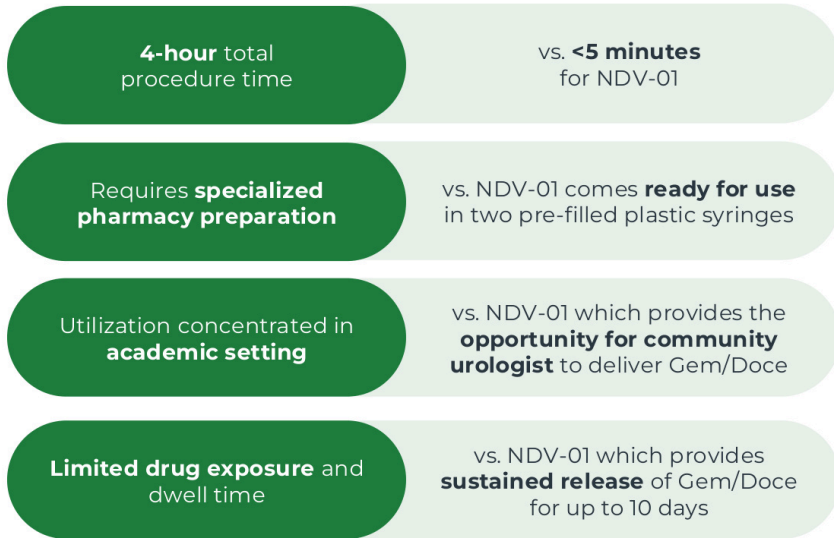 4-hour total
procedure time
vs. <5 minutes
for NDV-01
Requires specialized
pharmacy preparation
vs. NDV-01 comes ready for use
in two pre-filled plastic syringes
Utilization concentrated in
academic setting
vs. NDV-01 which provides the
opportunity for community
urologist to deliver Gem/Doce
Limited drug exposure and
dwell time
vs. NDV-01 which provides
sustained release of Gem/Doce
for up to 10 days